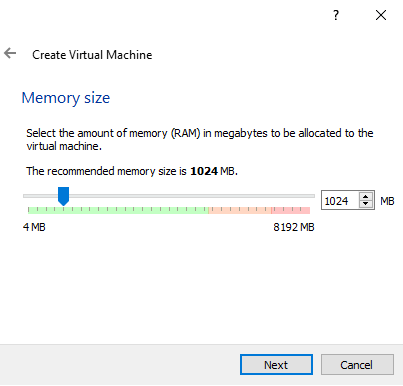 ?
Create Virtual Machine
Memory size
Select the amount of memory (RAM) in megabytes to be allocated to the
virtual machine.
The recommended memory size is 1024 MB.
1024 MB
4 MB 8192 MB
Next Cancel